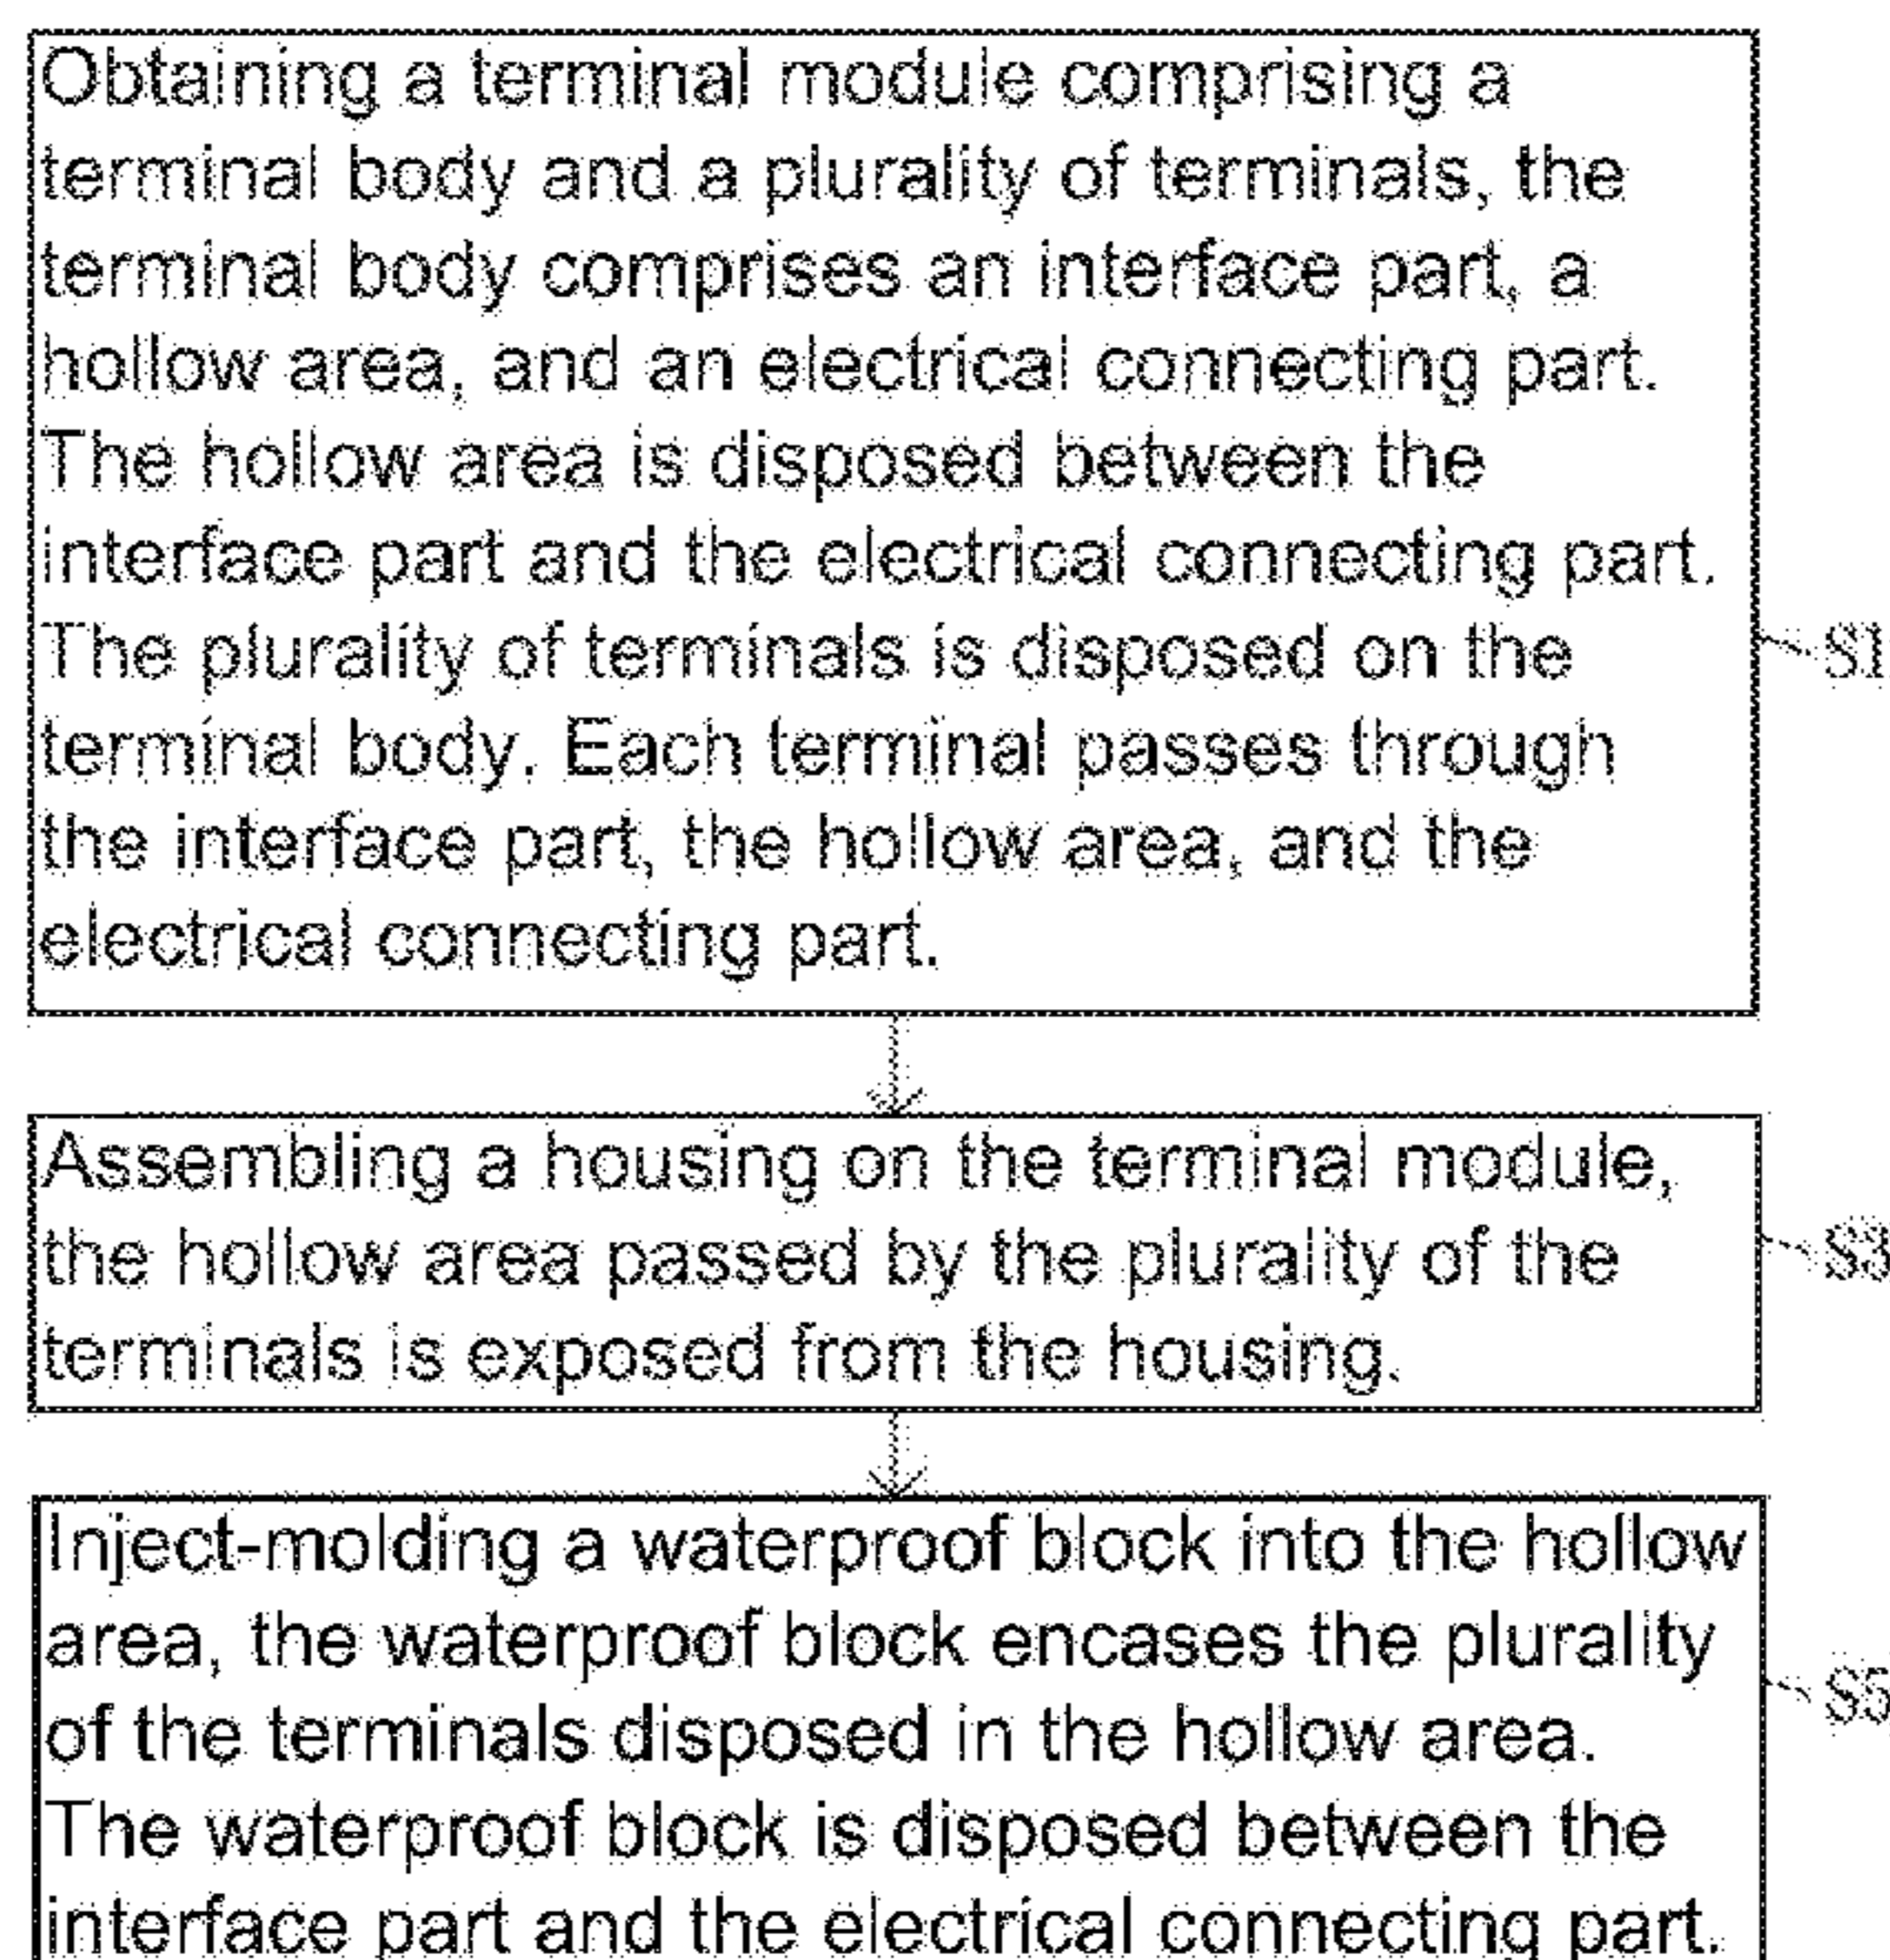 Obtaining a terminal module comprising a
terminal body and a plurality of terminals, the
terminal body comprises an interface part, a
hollow area, and an electrical connecting part.
The hollow area is disposed between the
interface part and the electrical connecting part.
The plurality of terminals is disposed on the
terminal body. Each terminal passes through
the interface part, the hollow area, and the
electrical connecting part.
S1
Assembling a housing on the terminal module,
the hollow area passed by the plurality of the
terminals is exposed from the housing.
S3
Inject-molding a waterproof block into the hollow
area, the waterproof block encases the plurality
of the terminals disposed in the hollow area.
The waterproof block is disposed between the
interface part and the electrical connecting part.
S5